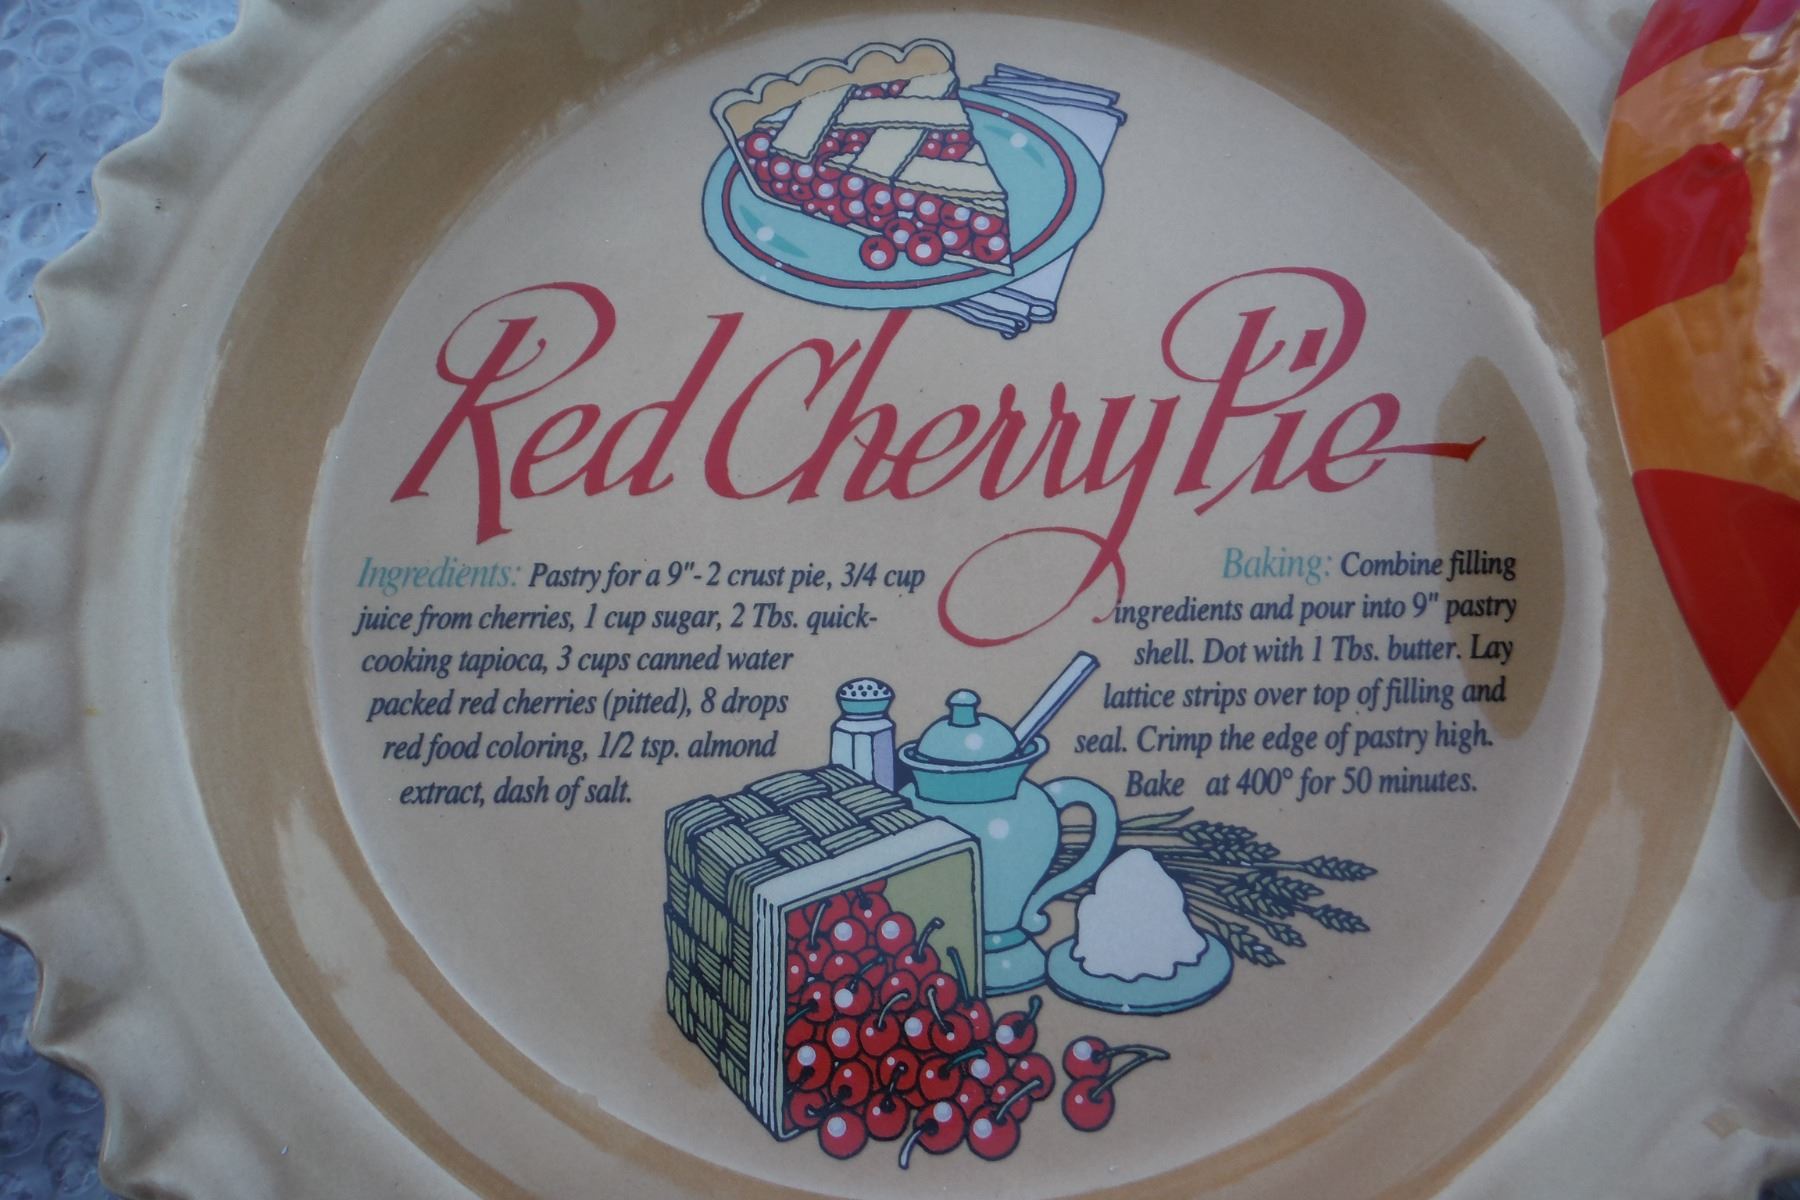 Red Cherry Pie
Ingredients: Pastry for a 9"- 2 crust pie, 3/4 cup
juice from cherries, 1 cup sugar, 2 Tbs. quick-
cooking tapioca, 3 cups canned water
packed red cherries (pitted), 8 drops
red food coloring, 1/2 tsp. almond
extract, dash of salt.
Baking: Combine filling
ingredients and pour into 9" pastry
shell. Dot with 1 Tbs. butter. Lay
lattice strips over top of filling and
seal. Crimp the edge of pastry high.
Bake at 400° for 50 minutes.